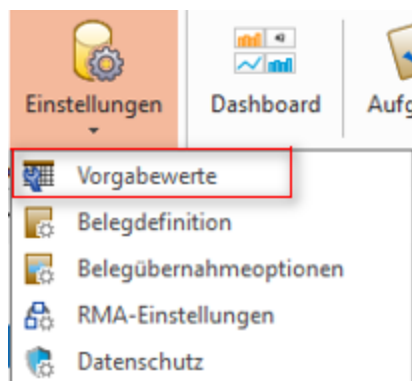 Einstellungen
Dashboard
Vorgabewerte
Belegdefinition
Belegübernahmeoptionen
RMA-Einstellungen
Datenschutz